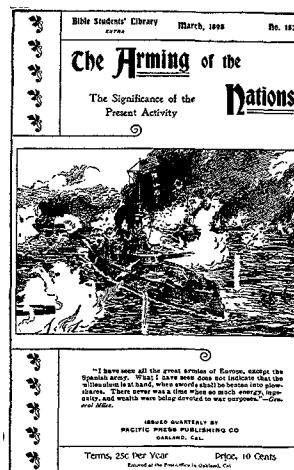 Bible Students' Library
EXTRA
March, 1898
No. 15
The Arming of the
Nations
The Significance of the
Present Activity
"I have seen all the great armies of Europe, except the
Spanish army. What I have seen does not indicate that the
millennium is at hand, when swords shall be beaten into plow-
shares. There never was a time when so much energy, inge-
nuity, and wealth were being devoted to war purposes."—Gen-
eral Miles.
ISSUED QUARTERLY BY
PACIFIC PRESS PUBLISHING CO
OAKLAND, CAL.
Terms, 25c Per Year
Price, 10 Cents
Entered at the Post-office in Oakland, Cal